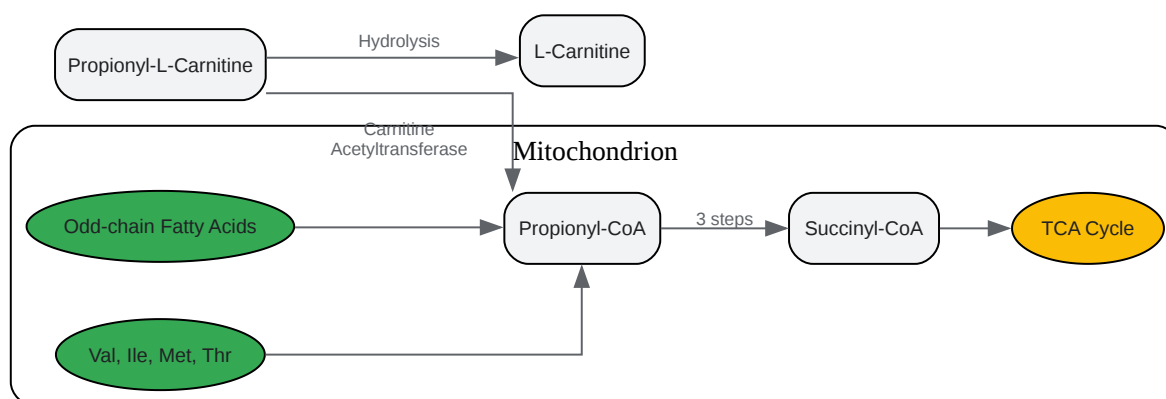 Hydrolysis
L-Carnitine
Propionyl-L-Carnitine
Carnitine
Acetyltransferase
Mitochondrion
Odd-chain Fatty Acids
Propionyl-CoA
3 steps
Succinyl-CoA
TCA Cycle
Val, Ile, Met, Thr